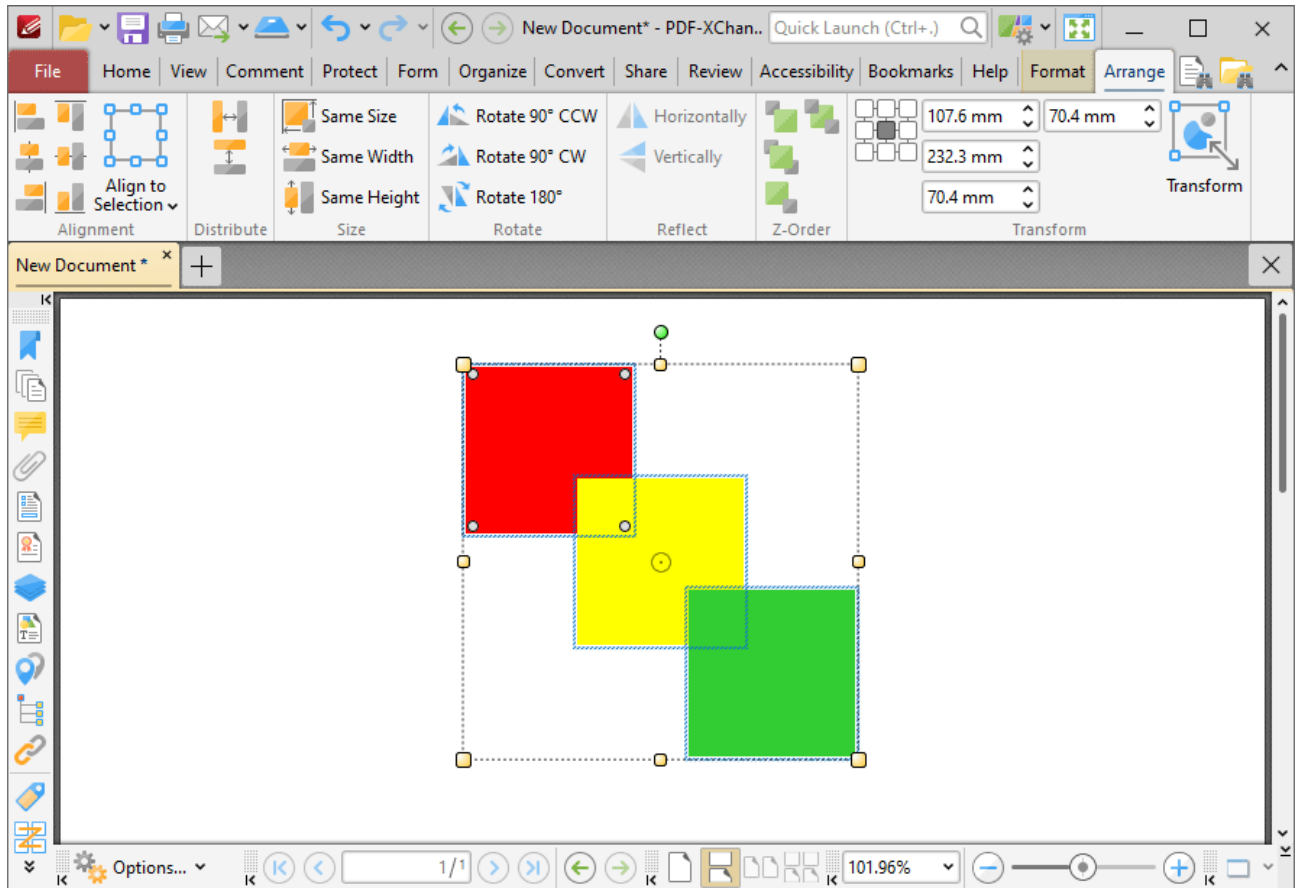 New Document* - PDF-XChan..
Quick Launch (Ctrl+.)
File Home View Comment Protect Form Organize Convert Share Review Accessibility Bookmarks Help Format Arrange
Same Size Rotate 90° CCW Horizontally 107.6 mm 70.4 mm
Same Width Rotate 90° CW Vertically 232.3 mm
Align to Selection Same Height Rotate 180° 70.4 mm Transform
Alignment Distribute Size Rotate Reflect Z-Order Transform
New Document *
Options... 1/1 101.96%